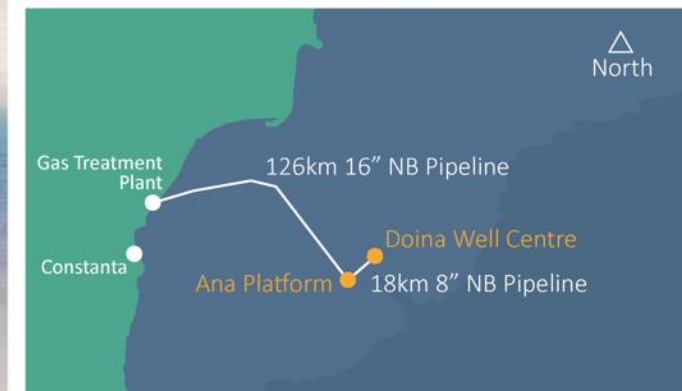 North
Gas Treatment
Plant
126km 16” NB Pipeline
Doina Well Centre
Constanta
Ana Platform
18km 8” NB Pipeline